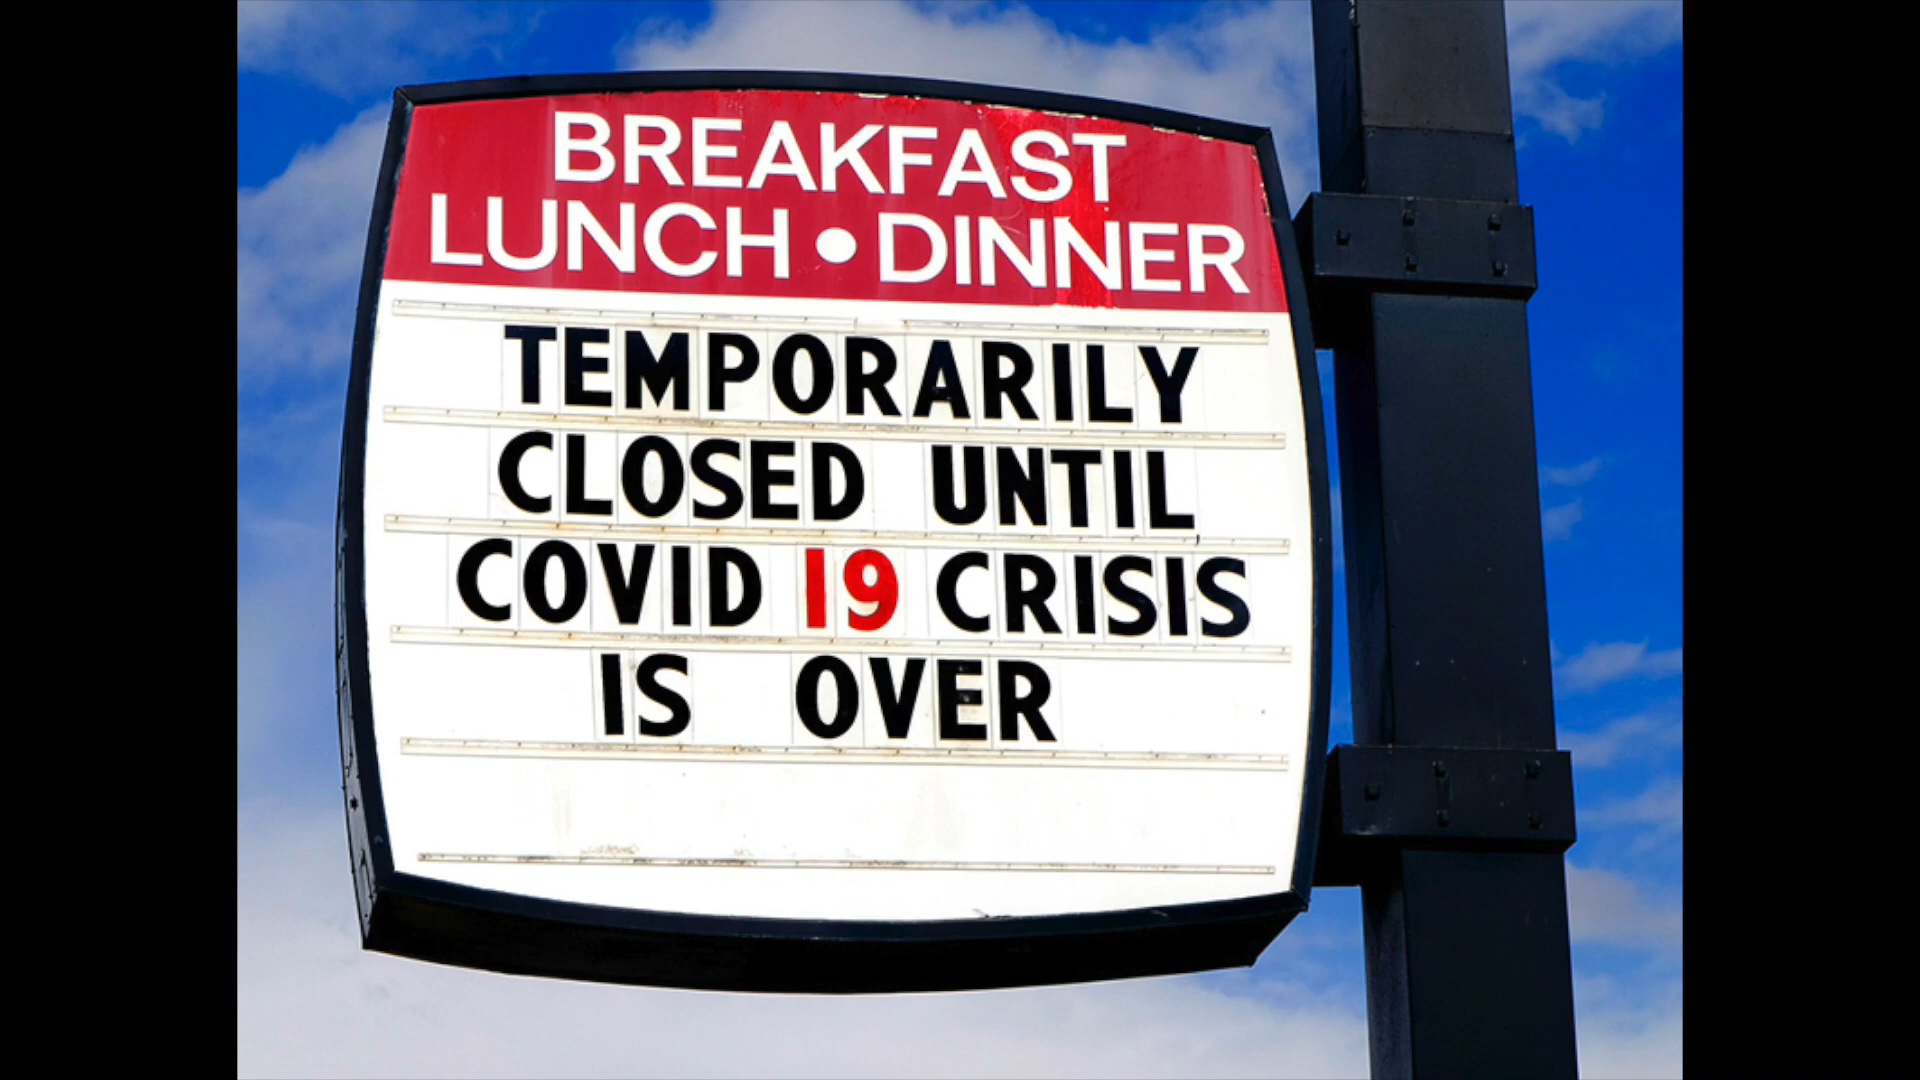 BREAKFAST
LUNCH • DINNER
TEMPORARILY
CLOSED UNTIL
COVID 19 CRISIS
IS OVER